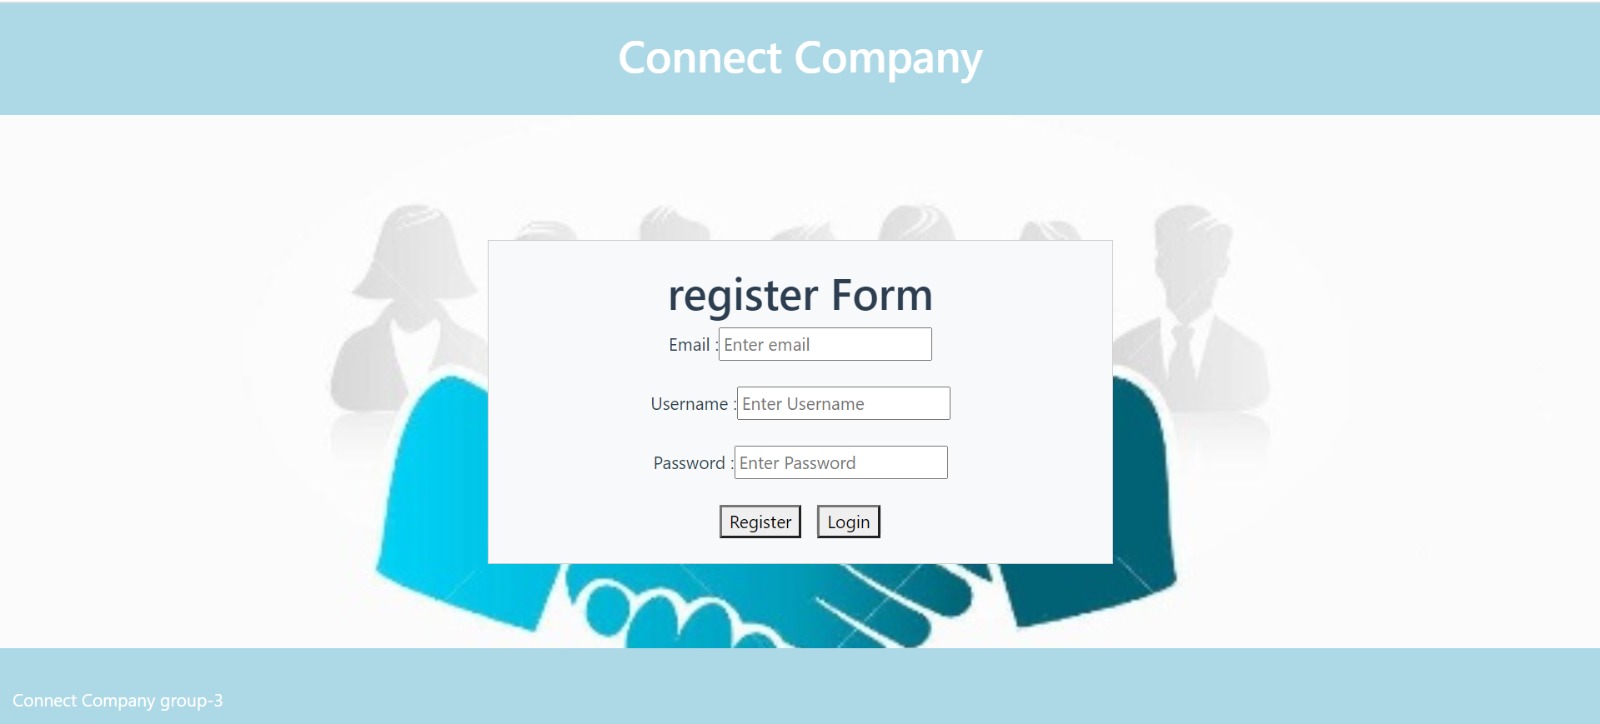 Connect Company
register Form
Email : Enter email
Username : Enter Username
Password : Enter Password
Register Login
Connect Company group-3